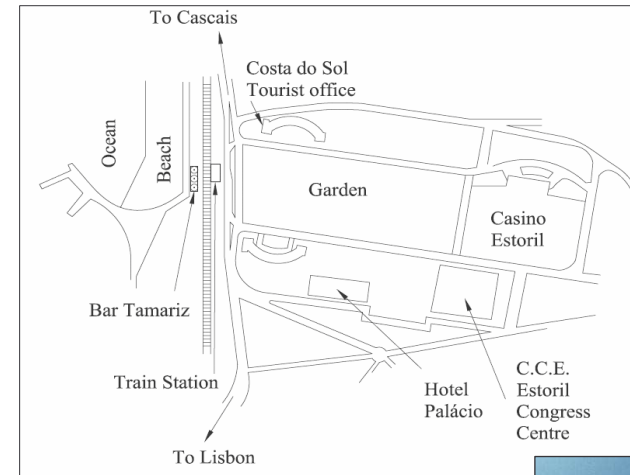 To Cascais
Costa do Sol
Tourist office
Ocean
Beach
Garden
Casino
Estoril
Bar Tamariz
Train Station
To Lisbon
Hotel
Palácio
C.C.E.
Estoril
Congress
Centre